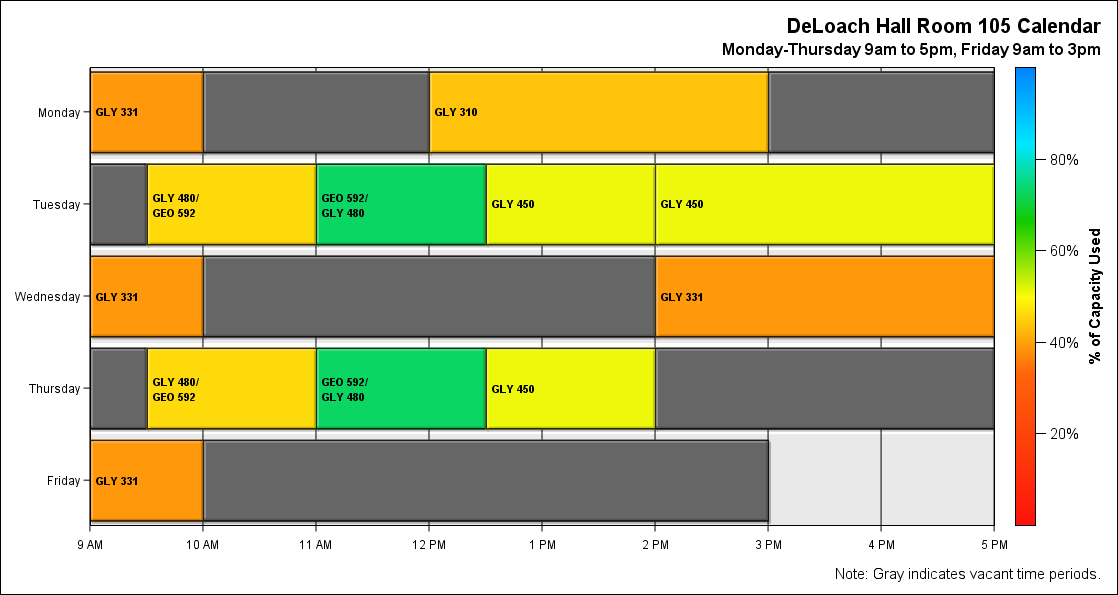 DeLoach Hall Room 105 Calendar
Monday-Thursday 9am to 5pm, Friday 9am to 3pm
Monday
GLY 331
GLY 310
Tuesday
GLY 480/
GEO 592
GEO 592/
GLY 480
GLY 450
GLY 450
Wednesday
GLY 331
GLY 331
Thursday
GLY 480/
GEO 592
GEO 592/
GLY 480
GLY 450
Friday
GLY 331
9 AM
10 AM
11 AM
12 PM
1 PM
2 PM
3 PM
4 PM
5 PM
80%
60%
40%
20%
% of Capacity Used
Note: Gray indicates vacant time periods.